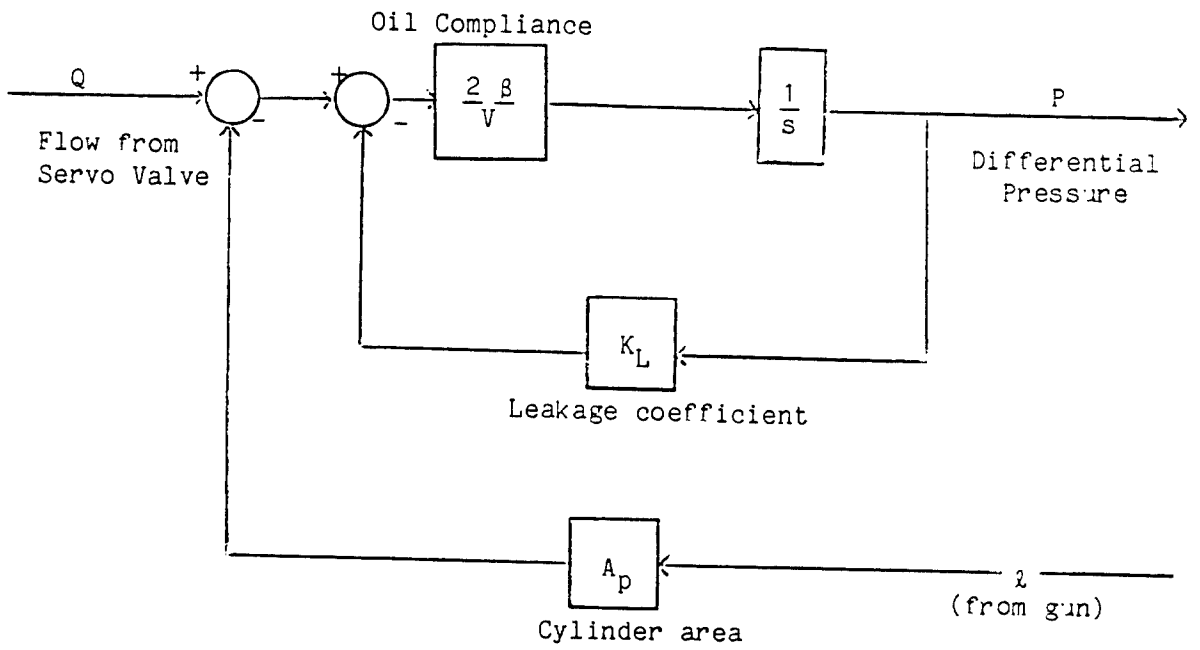 Oil Compliance
Q
+
-
+
-
2 β
V
1
s
P
Flow from
Servo Valve
Differential
Pressure
K_L
Leakage coefficient
A_p
Cylinder area
ℓ
(from gun)